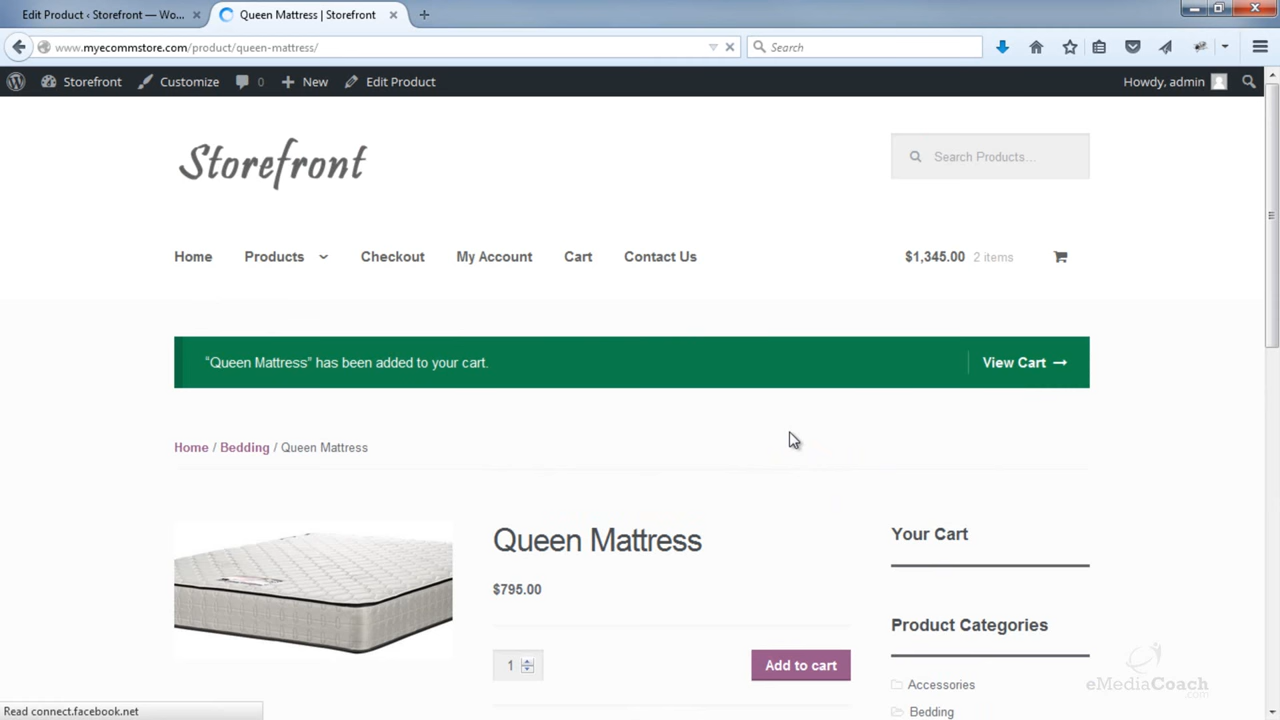 Edit Product ‹ Storefront — Wo...
Queen Mattress | Storefront
www.myecommstore.com/product/queen-mattress/
Search
Storefront
Customize
0
New
Edit Product
Howdy, admin
Storefront
Search Products...
Home
Products
Checkout
My Account
Cart
Contact Us
$1,345.00 2 items
“Queen Mattress” has been added to your cart.
View Cart →
Home / Bedding / Queen Mattress
Queen Mattress
$795.00
1
Add to cart
Your Cart
Product Categories
Accessories
Bedding
eMediaCoach
.com
Read connect.facebook.net